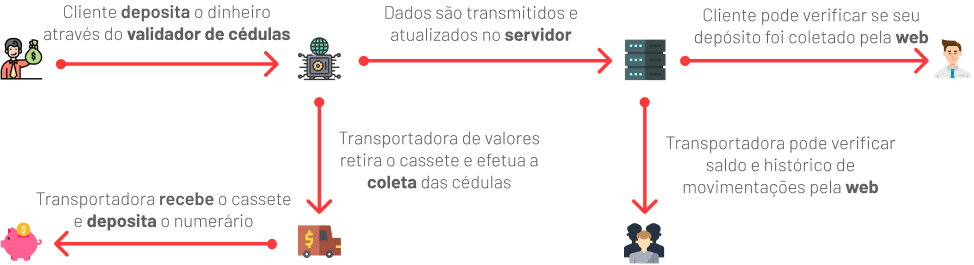 Cliente deposita o dinheiro
através do validador de cédulas
Dados são transmitidos e
atualizados no servidor
Cliente pode verificar se seu
depósito foi coletado pela web
Transportadora de valores
retira o cassete e efetua a
coleta das cédulas
Transportadora pode verificar
saldo e histórico de
movimentações pela web
Transportadora recebe o cassete
e deposita o numerário